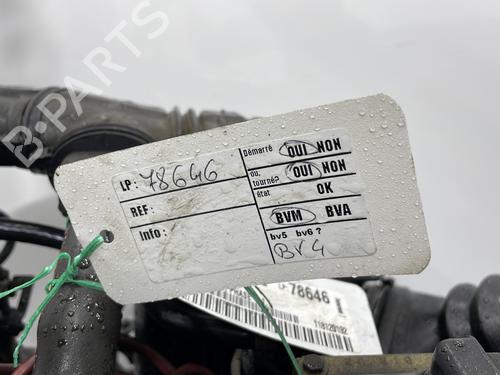 B-PARTS
LP: 78646
REF:
Info:
Démarré OUI NON
ou tourné? OUI NON
état OK
BVM BVA
bv5 bv6 ?
BV4
78646
118129192